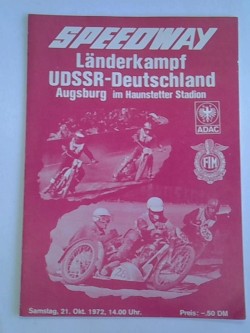 SPEEDWAY
Länderkampf
UDSSR-Deutschland
Augsburg im Haunstetter Stadion
ADAC
FIM
Samstag, 21. Okt. 1972, 14.00 Uhr.
Preis: -,50 DM